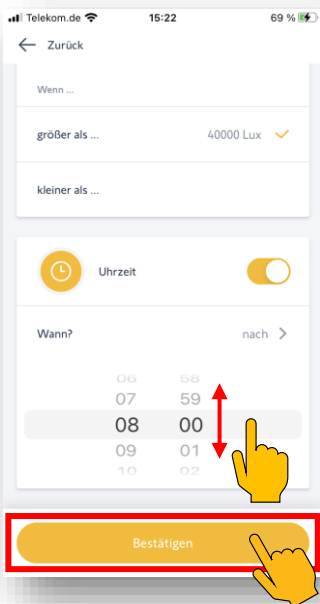 Telekom.de 15:22 69 %
Zurück
Wenn ...
größer als ... 40000 Lux
kleiner als ...
Uhrzeit
Wann? nach
06 58
07 59
08 00
09 01
10 02
Bestätigen